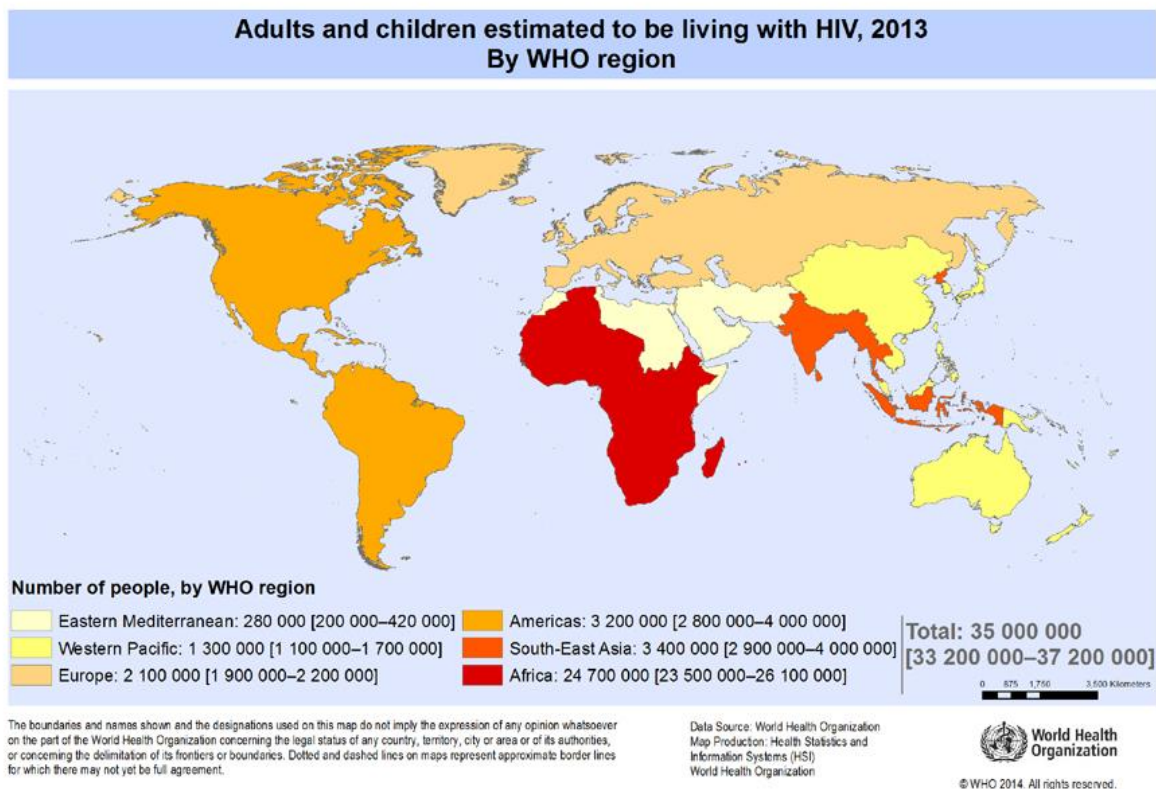 Adults and children estimated to be living with HIV, 2013
By WHO region
Number of people, by WHO region
Eastern Mediterranean: 280 000 [200 000–420 000]
Western Pacific: 1 300 000 [1 100 000–1 700 000]
Europe: 2 100 000 [1 900 000–2 200 000]
Americas: 3 200 000 [2 800 000–4 000 000]
South-East Asia: 3 400 000 [2 900 000–4 000 000]
Africa: 24 700 000 [23 500 000–26 100 000]
Total: 35 000 000
[33 200 000–37 200 000]
0 875 1,750 3,500 Kilometers
The boundaries and names shown and the designations used on this map do not imply the expression of any opinion whatsoever
on the part of the World Health Organization concerning the legal status of any country, territory, city or area or of its authorities,
or concerning the delimitation of its frontiers or boundaries. Dotted and dashed lines on maps represent approximate border lines
for which there may not yet be full agreement.
Data Source: World Health Organization
Map Production: Health Statistics and
Information Systems (HSI)
World Health Organization
World Health
Organization
© WHO 2014. All rights reserved.